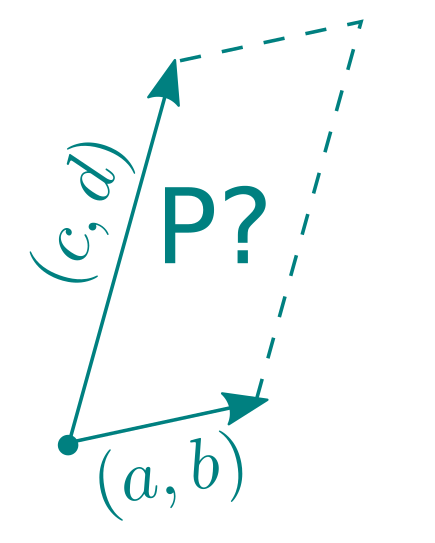 (c, d)
P?
(a, b)